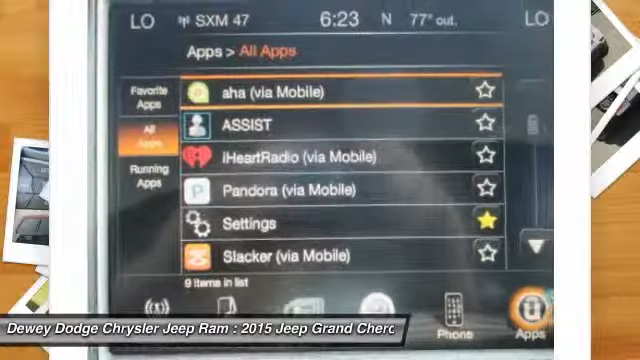 LO SXM 47 6:23 N 77° out. LO
Apps > All Apps
Favorite
Apps
All
Apps
Running
Apps
aha (via Mobile)
ASSIST
iHeartRadio (via Mobile)
Pandora (via Mobile)
Settings
Slacker (via Mobile)
9 items in list
Phone
Apps
Dewey Dodge Chrysler Jeep Ram : 2015 Jeep Grand Chero